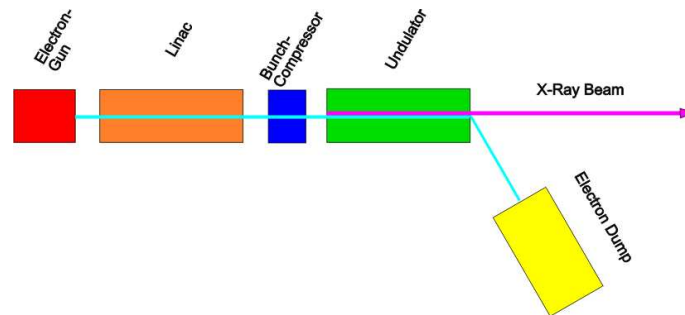 Electron-
Gun
Linac
Bunch-
Compressor
Undulator
X-Ray Beam
Electron Dump